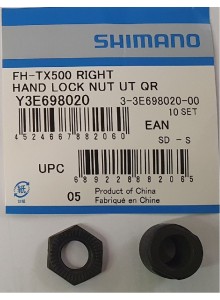 SHIMANO
FH-TX500 RIGHT
HAND LOCK NUT UT QR
Y3E698020 3-3E698020-00
10 SET
4524667882060
EAN
SD - S
UPC
689228882065
05 Product of China
Fabriqué en Chine
紙